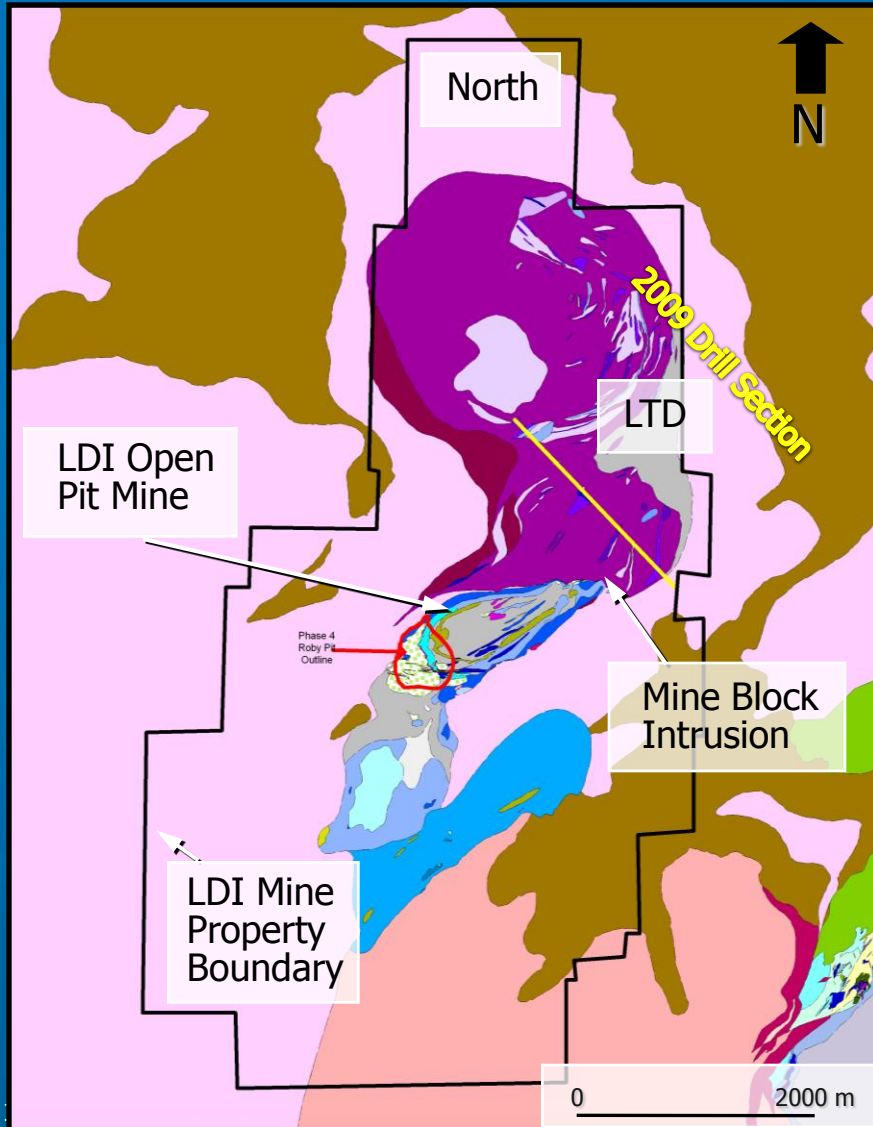 North
N
2009 Drill Section
LTD
LDI Open
Pit Mine
Phase 4
Roby Pit
Outline
Mine Block
Intrusion
LDI Mine
Property
Boundary
0 2000 m